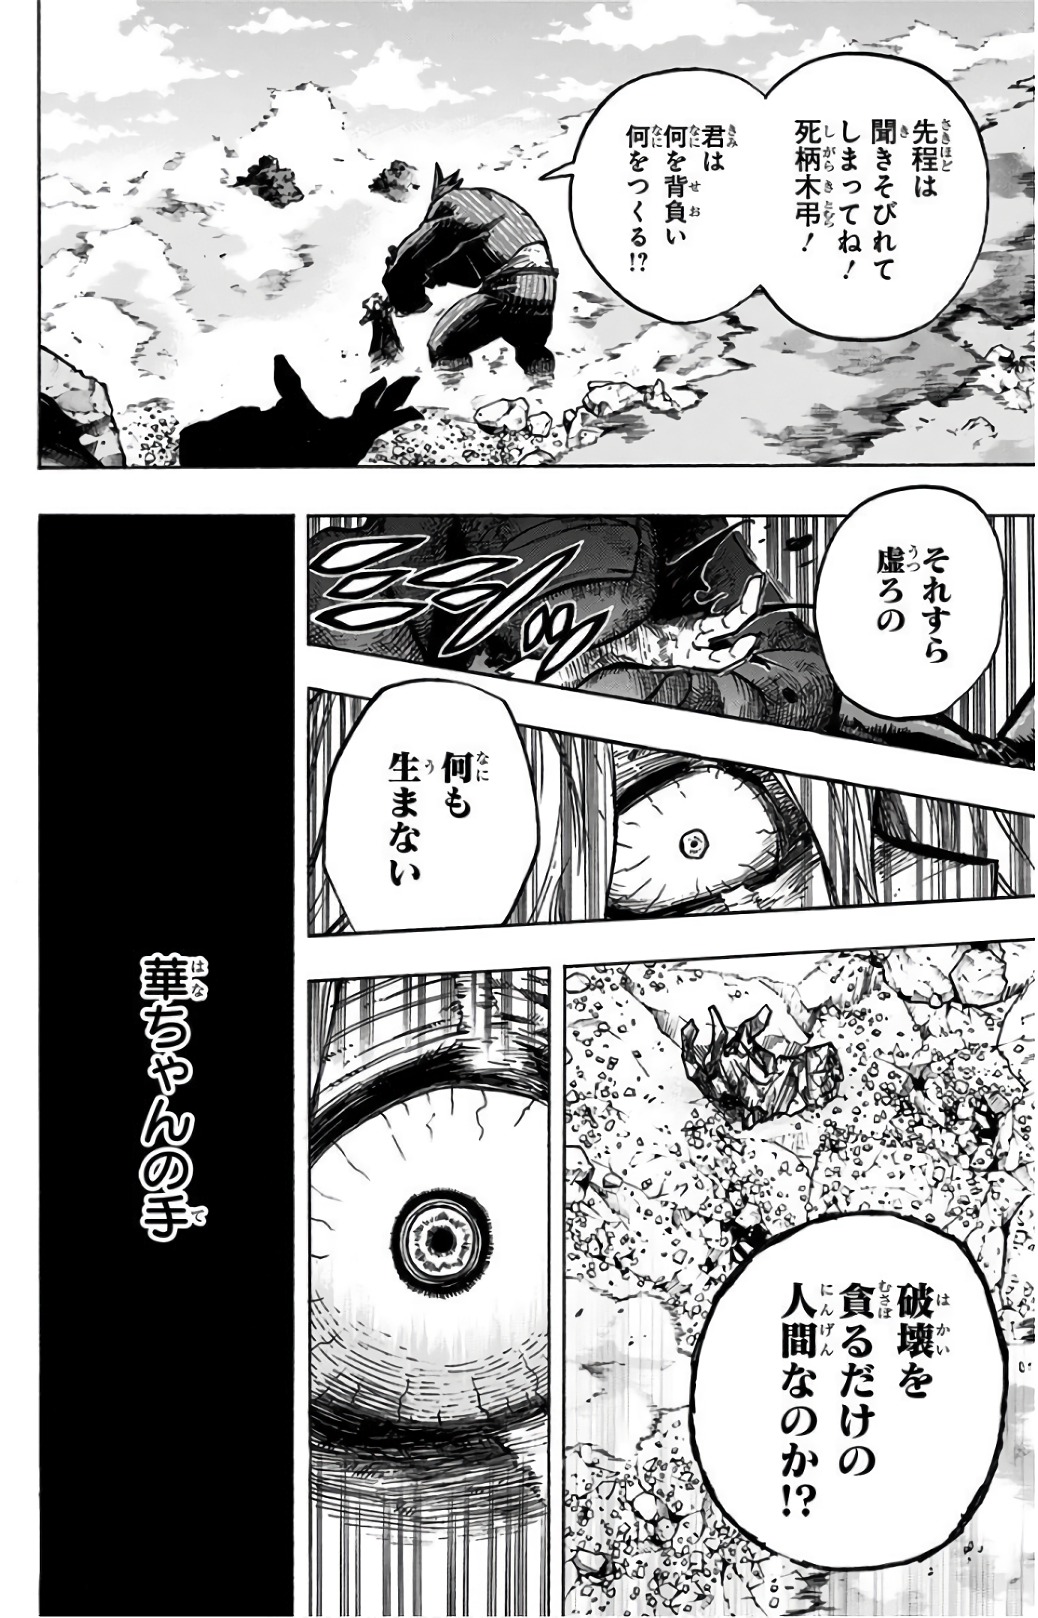 先程は
聞きそびれて
しまってね!
死柄木弔!
君は
何を背負い
何をつくる!?
それすら
虚ろの
何も
生まない
破壊を
貪るだけの
人間なのか!?
華ちゃんの手